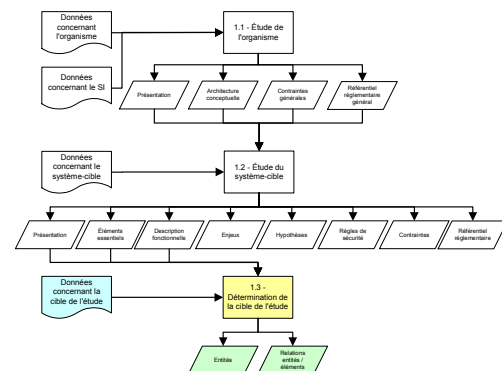 Données
concernant
l'organisme
1.1 - Étude de
l'organisme
Données
concernant le SI
Présentation
Architecture
conceptuelle
Contraintes
générales
Référentiel
réglementaire
général
Données
concernant le
système-cible
1.2 - Étude du
système-cible
Présentation
Éléments
essentiels
Description
fonctionnelle
Enjeux
Hypothèses
Règles de
sécurité
Contraintes
Référentiel
réglementaire
Données
concernant la
cible de l'étude
1.3 -
Détermination de
la cible de l'étude
Entités
Relations
entités /
éléments